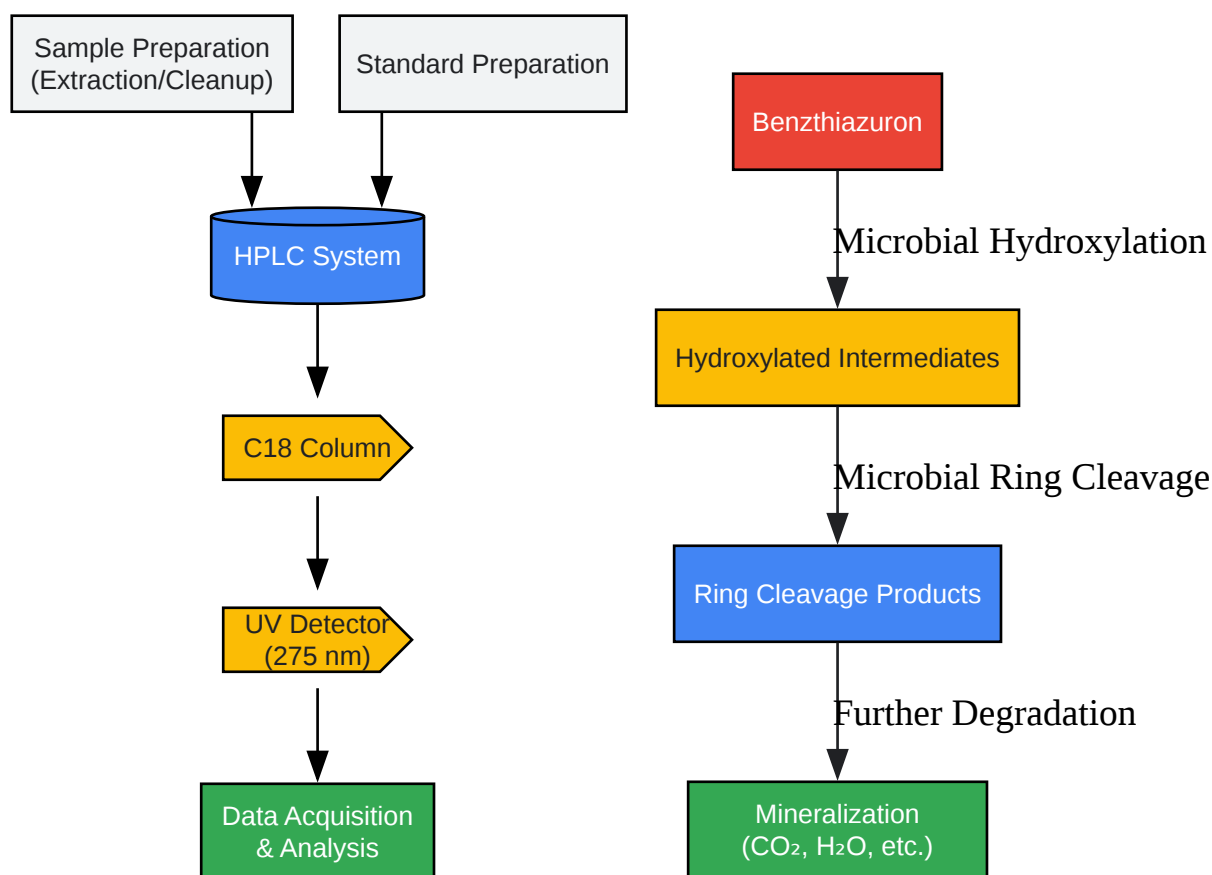 Sample Preparation
(Extraction/Cleanup)
Standard Preparation
HPLC System
C18 Column
UV Detector
(275 nm)
Data Acquisition
& Analysis
Benzthiazuron
Microbial Hydroxylation
Hydroxylated Intermediates
Microbial Ring Cleavage
Ring Cleavage Products
Further Degradation
Mineralization
(CO₂, H₂O, etc.)